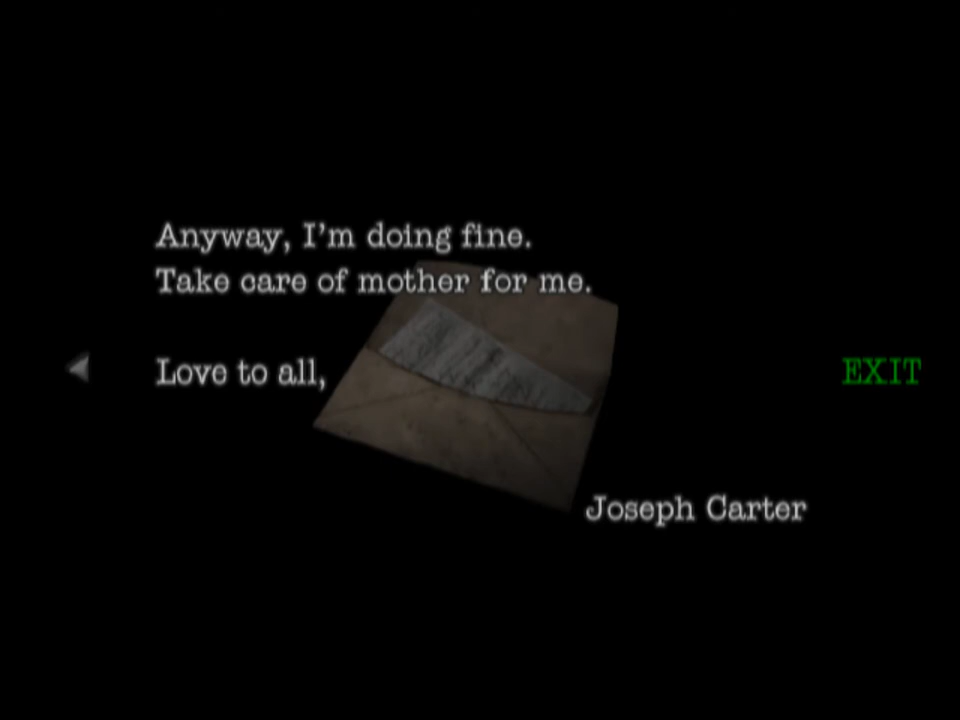 Anyway, I'm doing fine.
Take care of mother for me.
Love to all,
EXIT
Joseph Carter